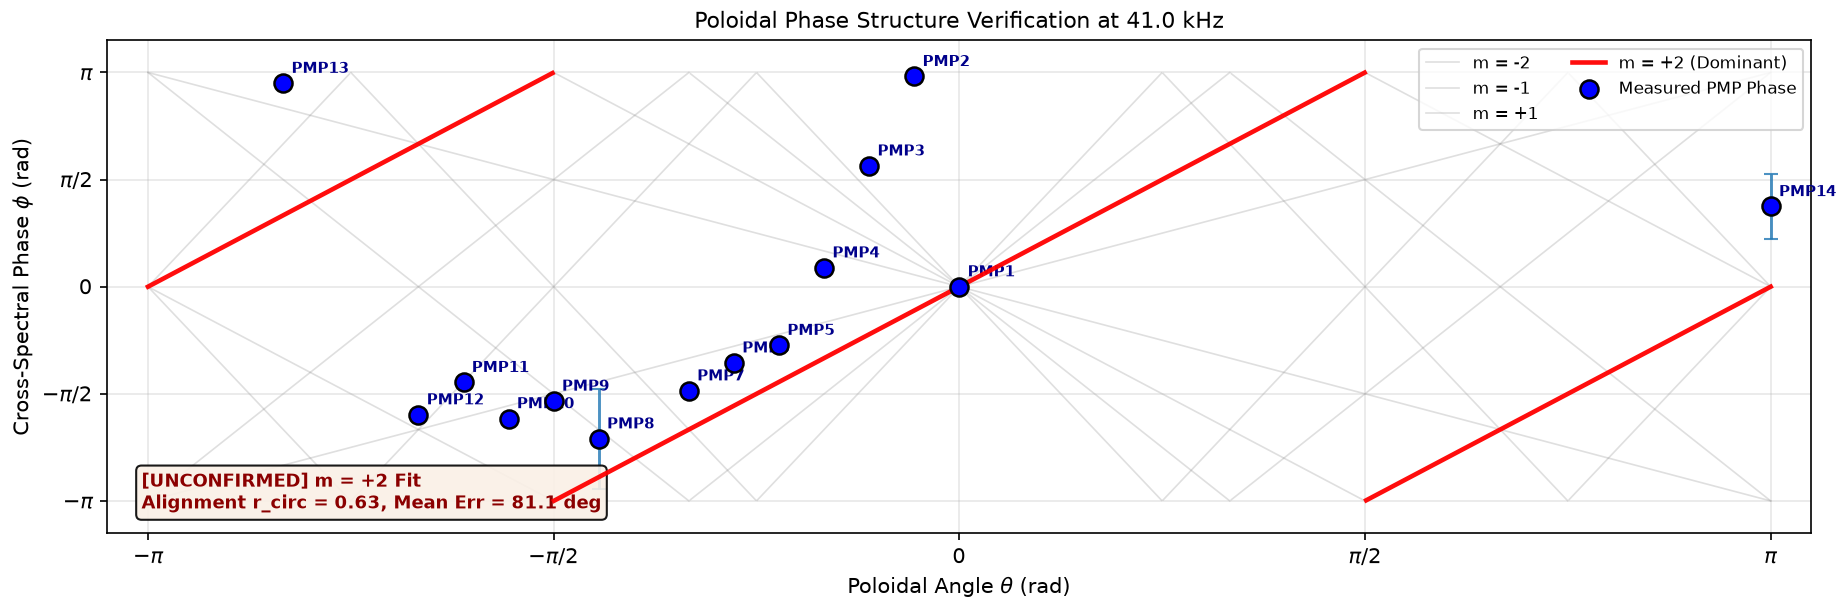 Poloidal Phase Structure Verification at 41.0 kHz
Cross-Spectral Phase ϕ (rad)
π
π/2
0
−π/2
−π
m = -2
m = -1
m = +1
m = +2 (Dominant)
Measured PMP Phase
PMP13
PMP2
PMP3
PMP14
PMP4
PMP1
PMP5
PMP7
PMP11
PMP9
PMP12
PMP8
[UNCONFIRMED] m = +2 Fit
Alignment r_circ = 0.63, Mean Err = 81.1 deg
−π
−π/2
0
π/2
π
Poloidal Angle θ (rad)